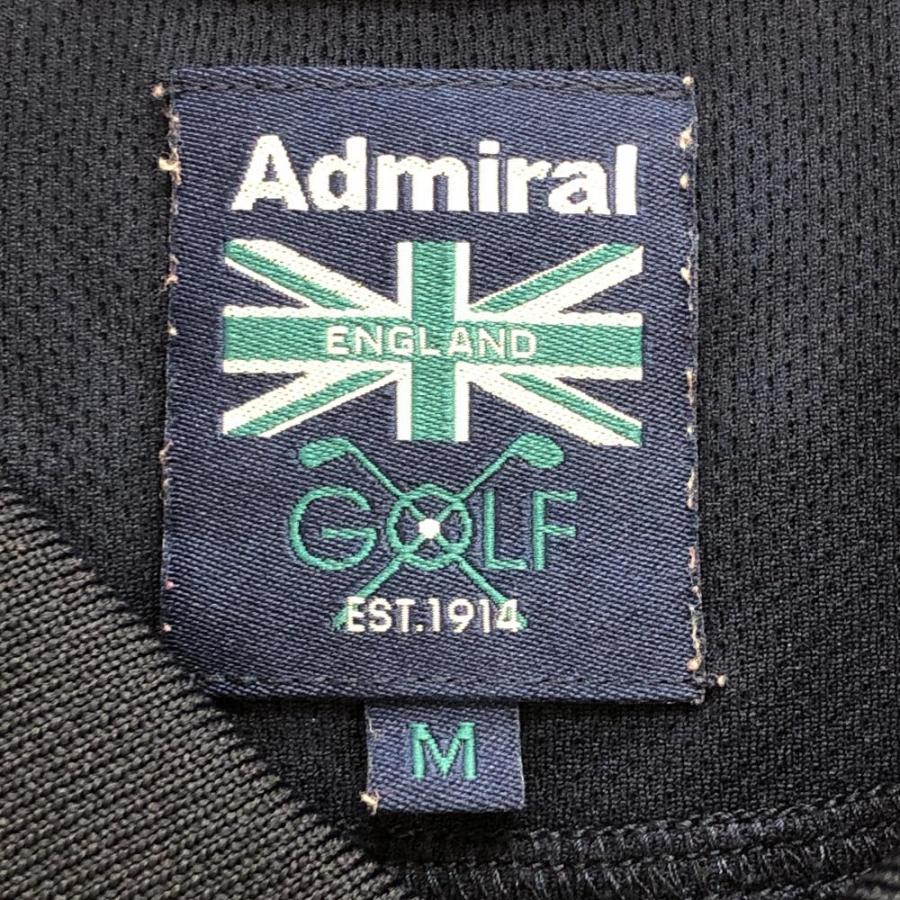 Admiral
ENGLAND
GOLF
EST.1914
M